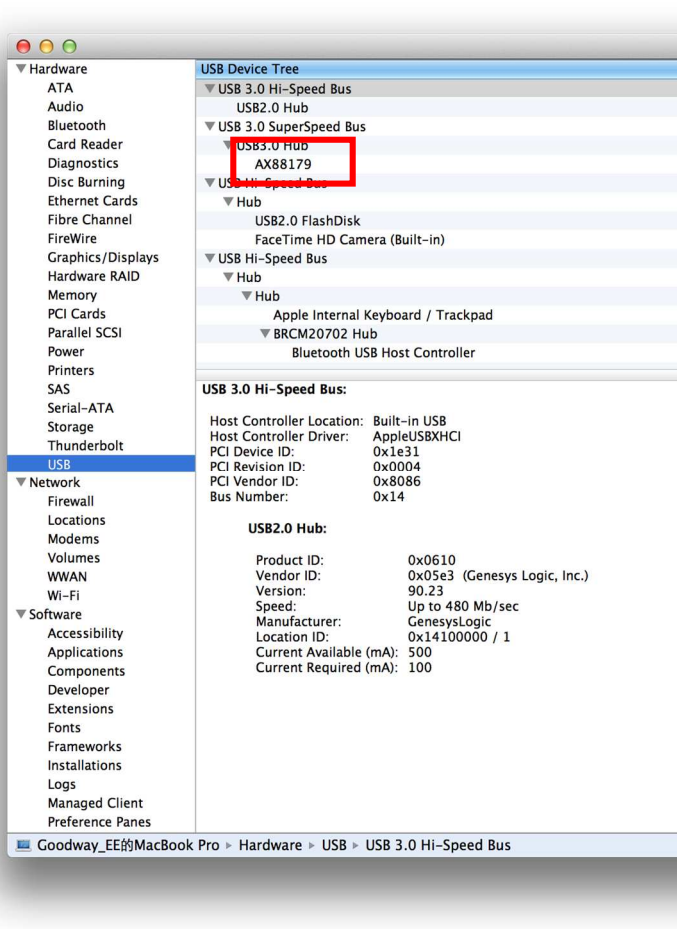 Hardware
ATA
Audio
Bluetooth
Card Reader
Diagnostics
Disc Burning
Ethernet Cards
Fibre Channel
FireWire
Graphics/Displays
Hardware RAID
Memory
PCI Cards
Parallel SCSI
Power
Printers
SAS
Serial-ATA
Storage
Thunderbolt
USB
Network
Firewall
Locations
Modems
Volumes
WWAN
Wi-Fi
Software
Accessibility
Applications
Components
Developer
Extensions
Fonts
Frameworks
Installations
Logs
Managed Client
Preference Panes
USB Device Tree
USB 3.0 Hi-Speed Bus
USB2.0 Hub
USB 3.0 SuperSpeed Bus
USB3.0 Hub
AX88179
USB Hi-Speed Bus
Hub
USB2.0 FlashDisk
FaceTime HD Camera (Built-in)
USB Hi-Speed Bus
Hub
Hub
Apple Internal Keyboard / Trackpad
BRCM20702 Hub
Bluetooth USB Host Controller
USB 3.0 Hi-Speed Bus:
Host Controller Location: Built-in USB
Host Controller Driver: AppleUSBXHCI
PCI Device ID: 0x1e31
PCI Revision ID: 0x0004
PCI Vendor ID: 0x8086
Bus Number: 0x14
USB2.0 Hub:
Product ID: 0x0610
Vendor ID: 0x05e3 (Genesys Logic, Inc.)
Version: 90.23
Speed: Up to 480 Mb/sec
Manufacturer: GenesysLogic
Location ID: 0x14100000 / 1
Current Available (mA): 500
Current Required (mA): 100
Goodway_EE的MacBook Pro ▸ Hardware ▸ USB ▸ USB 3.0 Hi-Speed Bus